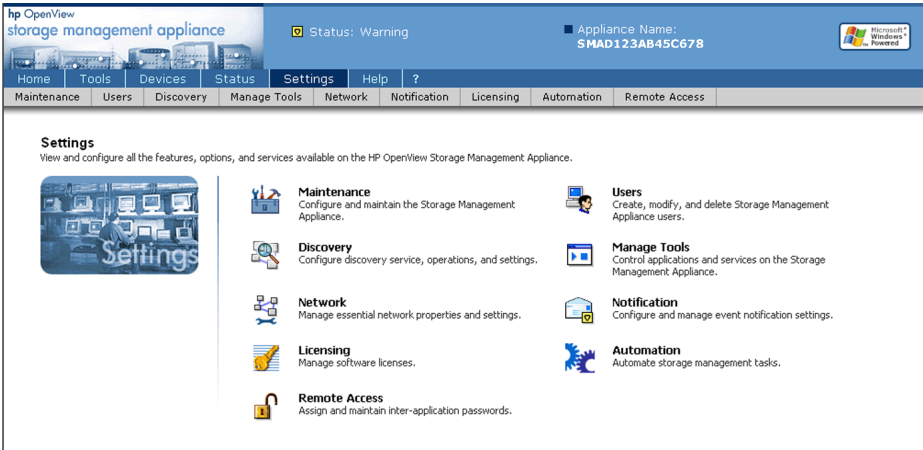 hp OpenView
storage management appliance
Status: Warning
Appliance Name:
SMAD123AB45C678
Microsoft
Windows
Powered
Home Tools Devices Status Settings Help ?
Maintenance Users Discovery Manage Tools Network Notification Licensing Automation Remote Access
Settings
View and configure all the features, options, and services available on the HP OpenView Storage Management Appliance.
Settings
Maintenance
Configure and maintain the Storage Management
Appliance.
Users
Create, modify, and delete Storage Management
Appliance users.
Discovery
Configure discovery service, operations, and settings.
Manage Tools
Control applications and services on the Storage
Management Appliance.
Network
Manage essential network properties and settings.
Notification
Configure and manage event notification settings.
Licensing
Manage software licenses.
Automation
Automate storage management tasks.
Remote Access
Assign and maintain inter-application passwords.